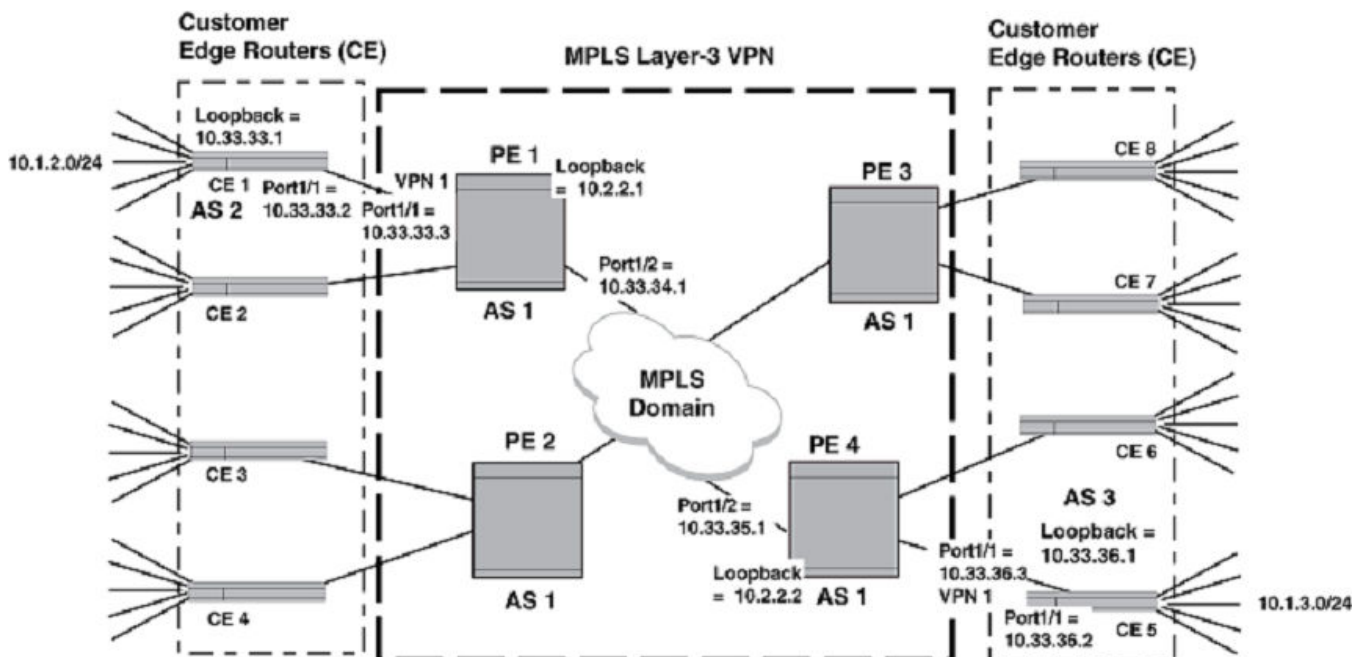 Customer
Edge Routers (CE)
MPLS Layer-3 VPN
Customer
Edge Routers (CE)
Loopback =
10.33.33.1
10.1.2.0/24
CE 1
Port1/1 =
10.33.33.2
AS 2
VPN 1
Port1/1 =
10.33.33.3
PE 1
Loopback
= 10.2.2.1
AS 1
Port1/2 =
10.33.34.1
CE 2
PE 3
AS 1
CE 8
CE 7
MPLS
Domain
CE 3
PE 2
AS 1
CE 4
PE 4
Port1/2 =
10.33.35.1
Loopback
= 10.2.2.2
AS 1
CE 6
AS 3
Loopback =
10.33.36.1
Port1/1 =
10.33.36.3
VPN 1
Port1/1 =
10.33.36.2
CE 5
10.1.3.0/24